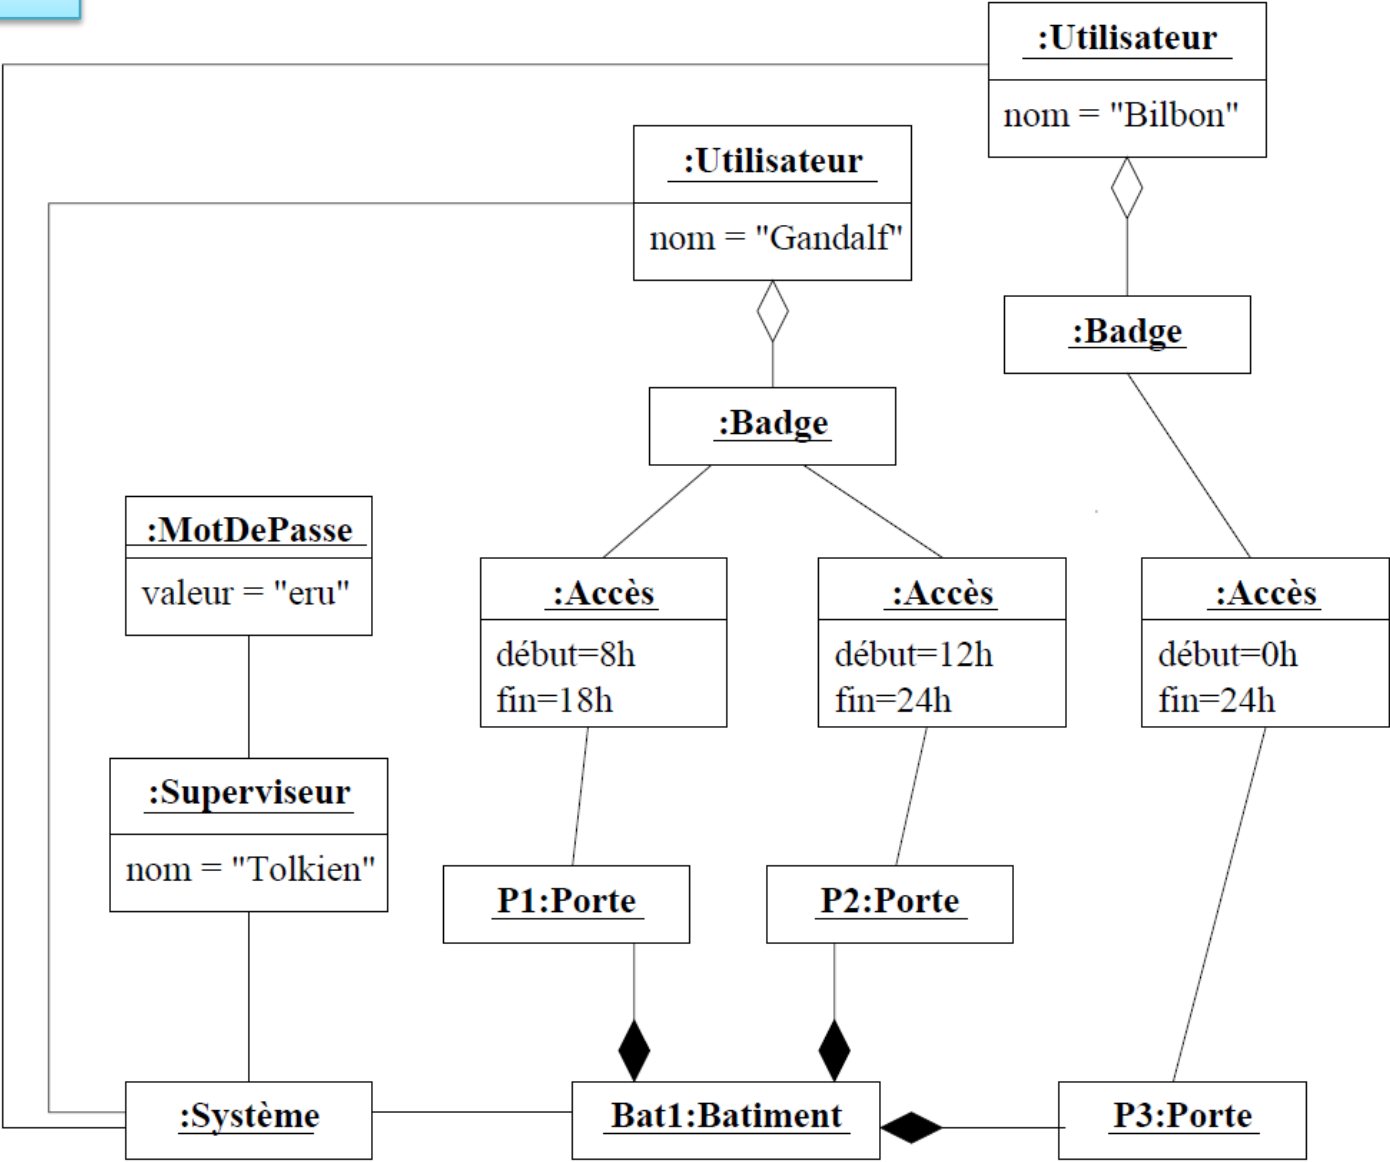 :Utilisateur
nom = "Bilbon"
:Utilisateur
nom = "Gandalf"
:Badge
:Badge
:MotDePasse
valeur = "eru"
:Accès
début=8h
fin=18h
:Accès
début=12h
fin=24h
:Accès
début=0h
fin=24h
:Superviseur
nom = "Tolkien"
P1:Porte
P2:Porte
:Système
Bat1:Batiment
P3:Porte